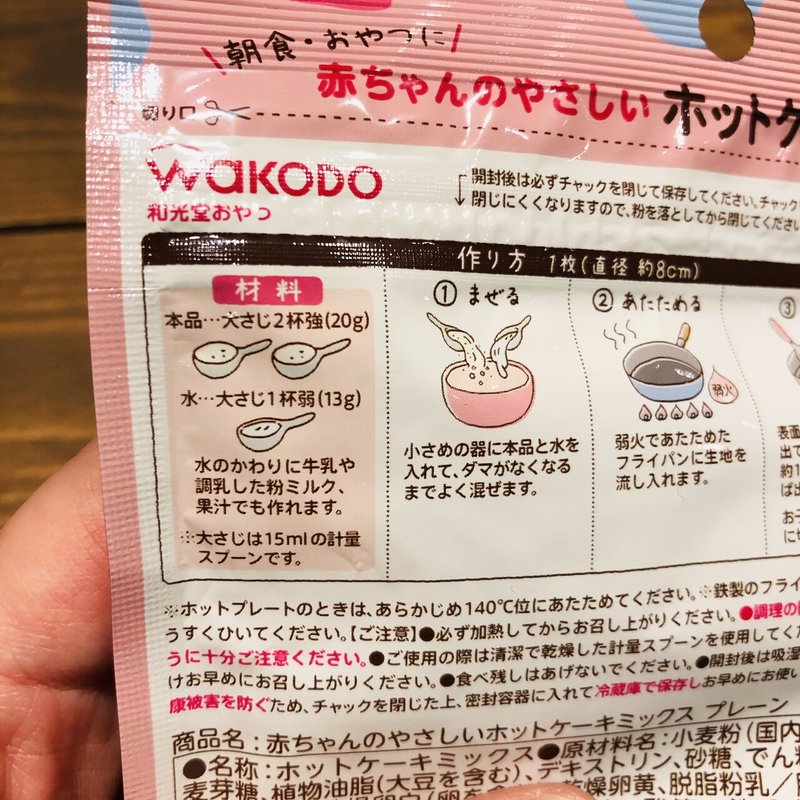 朝食・おやつに
赤ちゃんのやさしい ホットケ
切り口
wakodo
和光堂おやつ
開封後は必ずチャックを閉じて保存してください。チャック
閉じにくくなりますので、粉を落としてから閉じてください
作り方 1枚(直径 約8cm)
材料
本品…大さじ2杯強(20g)
水…大さじ1杯弱(13g)
水のかわりに牛乳や
調乳した粉ミルク、
果汁でも作れます。
※大さじは15mlの計量
スプーンです。
① まぜる
小さめの器に本品と水を
入れて、ダマがなくなる
までよく混ぜます。
② あたためる
弱火
弱火であたためた
フライパンに生地を
流し入れます。
③
表面
出て
約1
ば出
お子
に切
※ホットプレートのときは、あらかじめ140℃位にあたためてください。※鉄製のフライ
うすくひいてください。【ご注意】●必ず加熱してからお召し上がりください。●調理の
うに十分ご注意ください。●ご使用の際は清潔で乾燥した計量スプーンを使用してくだ
けお早めにお召し上がりください。●食べ残しはあげないでください。●開封後は吸湿
康被害を防ぐため、チャックを閉じた上、密封容器に入れて冷蔵庫で保存しお早めにお使い
商品名:赤ちゃんのやさしいホットケーキミックス プレーン
●名称:ホットケーキミックス●原材料名:小麦粉(国内
麦芽糖、植物油脂(大豆を含む)、デキストリン、砂糖、でん粉
乾燥卵黄、脱脂粉乳／